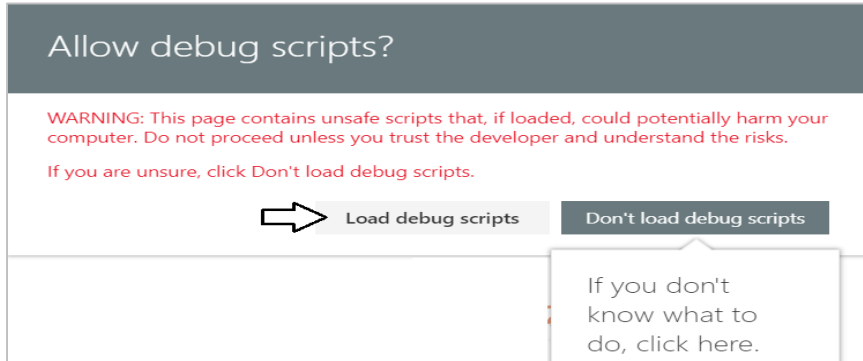 Allow debug scripts?
WARNING: This page contains unsafe scripts that, if loaded, could potentially harm your
computer. Do not proceed unless you trust the developer and understand the risks.
If you are unsure, click Don't load debug scripts.
Load debug scripts
Don't load debug scripts
If you don't
know what to
do, click here.